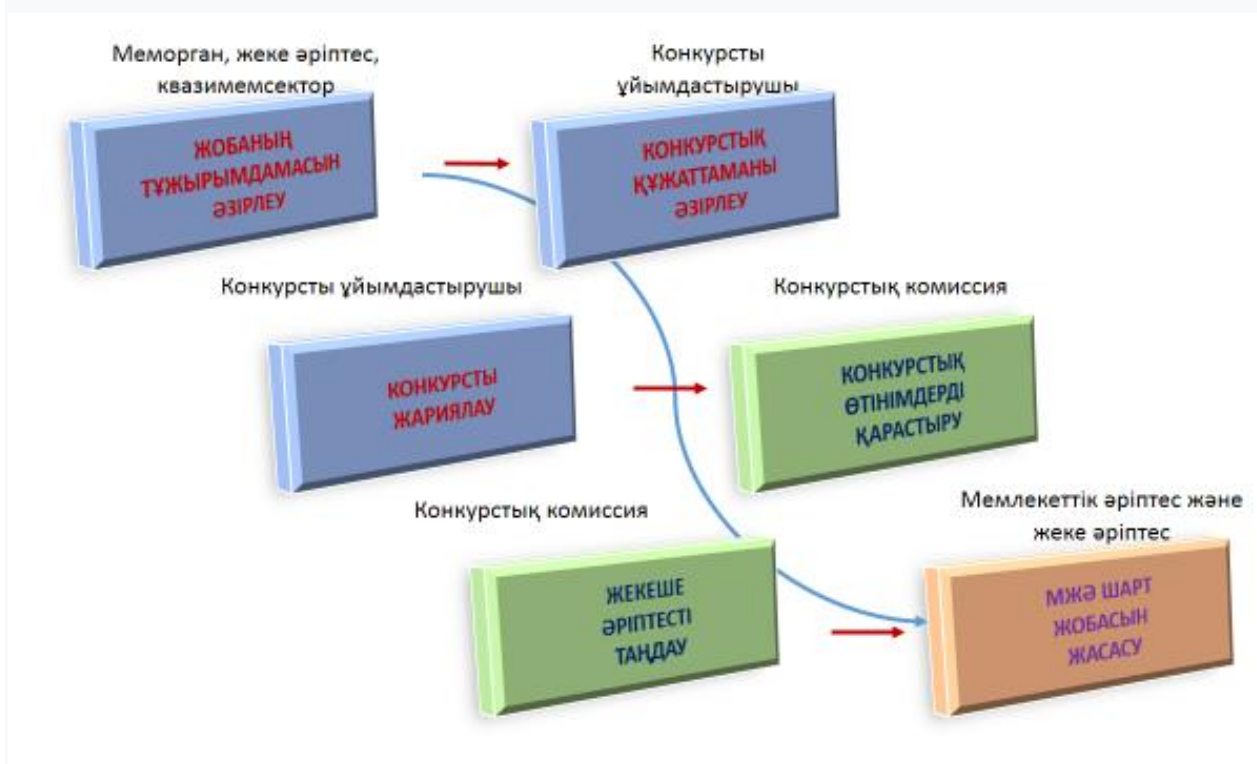 Меморган, жеке әріптес,
квазимемсектор
ЖОБАНЫҢ
ТҰЖЫРЫМДАМАСЫН
ӘЗІРЛЕУ
Конкурсты
ұйымдастырушы
КОНКУРСТЫҚ
ҚҰЖАТТАМАНЫ
ӘЗІРЛЕУ
Конкурсты ұйымдастырушы
КОНКУРСТЫ
ЖАРИЯЛАУ
Конкурстық комиссия
КОНКУРСТЫҚ
ӨТІНІМДЕРДІ
ҚАРАСТЫРУ
Конкурстық комиссия
ЖЕКЕШЕ
ӘРІПТЕСТІ
ТАҢДАУ
Мемлекеттік әріптес және
жеке әріптес
МЖӘ ШАРТ
ЖОБАСЫН
ЖАСАСУ